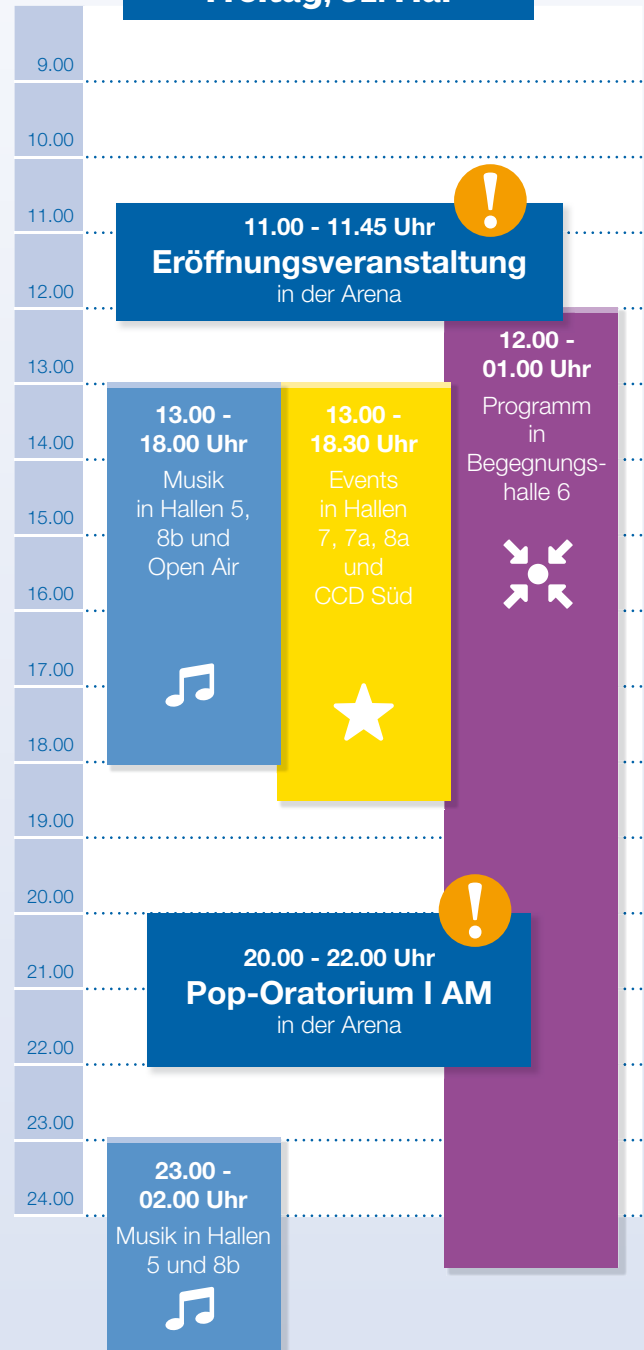 Freitag, 31. Mai
9.00
10.00
11.00
12.00
13.00
14.00
15.00
16.00
17.00
18.00
19.00
20.00
21.00
22.00
23.00
24.00
11.00 - 11.45 Uhr
Eröffnungsveranstaltung
in der Arena
!
13.00 -
18.00 Uhr
Musik
in Hallen 5,
8b und
Open Air
13.00 -
18.30 Uhr
Events
in Hallen
7, 7a, 8a
und
CCD Süd
12.00 -
01.00 Uhr
Programm
in
Begegnungs-
halle 6
20.00 - 22.00 Uhr
Pop-Oratorium I AM
in der Arena
!
23.00 -
02.00 Uhr
Musik in Hallen
5 und 8b